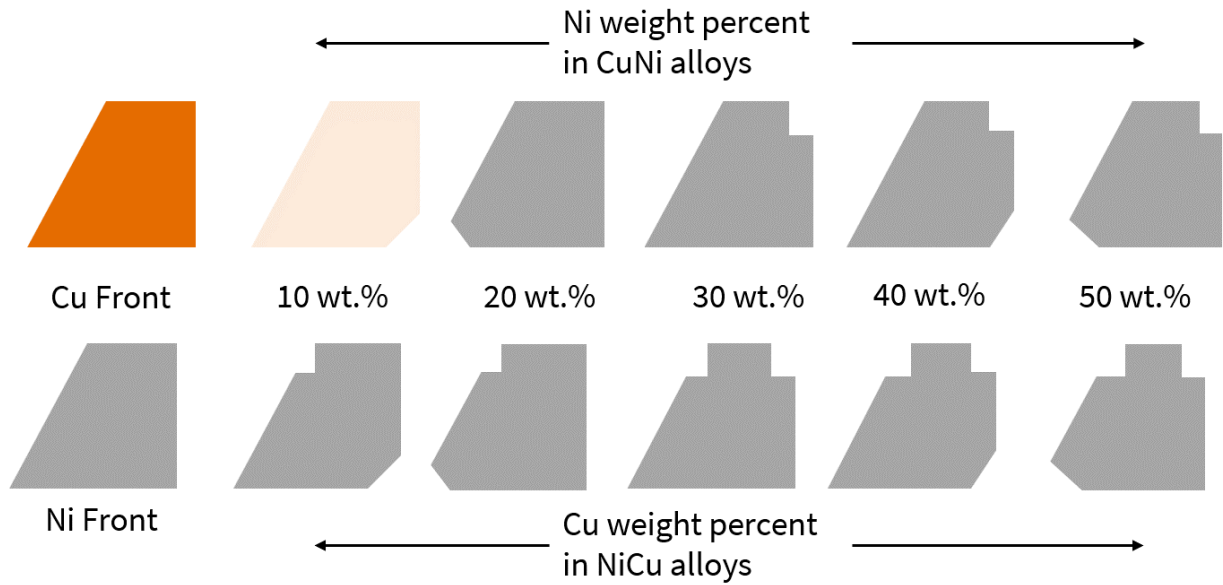 Ni weight percent
in CuNi alloys
Cu Front
10 wt.%
20 wt.%
30 wt.%
40 wt.%
50 wt.%
Ni Front
Cu weight percent
in NiCu alloys